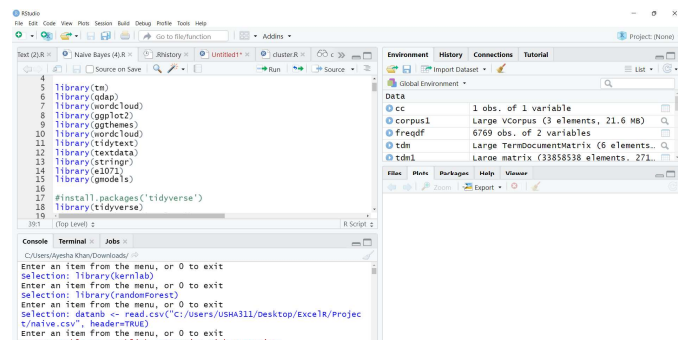 RStudio
File Edit Code View Plots Session Build Debug Profile Tools Help
Go to file/function
Addins
Project: (None)
Text (2).R
Naive Bayes (4).R
.Rhistory
Untitled1*
cluster.R
Source on Save
Run
Source
4
5 library(tm)
6 library(qdap)
7 library(wordcloud)
8 library(ggplot2)
9 library(ggthemes)
10 library(wordcloud)
11 library(tidytext)
12 library(textdata)
13 library(stringr)
14 library(e1071)
15 library(gmodels)
16
17 #install.packages('tidyverse')
18 library(tidyverse)
19
39:1 (Top Level) R Script
Console Terminal Jobs
C:/Users/Ayesha Khan/Downloads/
Enter an item from the menu, or 0 to exit
Selection: library(kernlab)
Enter an item from the menu, or 0 to exit
Selection: library(randomForest)
Enter an item from the menu, or 0 to exit
Selection: datanb <- read.csv("C:/Users/USHA311/Desktop/ExcelR/Projec
t/naive.csv", header=TRUE)
Enter an item from the menu, or 0 to exit
Environment History Connections Tutorial
Import Dataset
List
Global Environment
Data
cc 1 obs. of 1 variable
corpus1 Large VCorpus (3 elements, 21.6 MB)
freqdf 6769 obs. of 2 variables
tdm Large TermDocumentMatrix (6 elements…
tdm1 Large matrix (33858538 elements, 271…
Files Plots Packages Help Viewer
Zoom Export